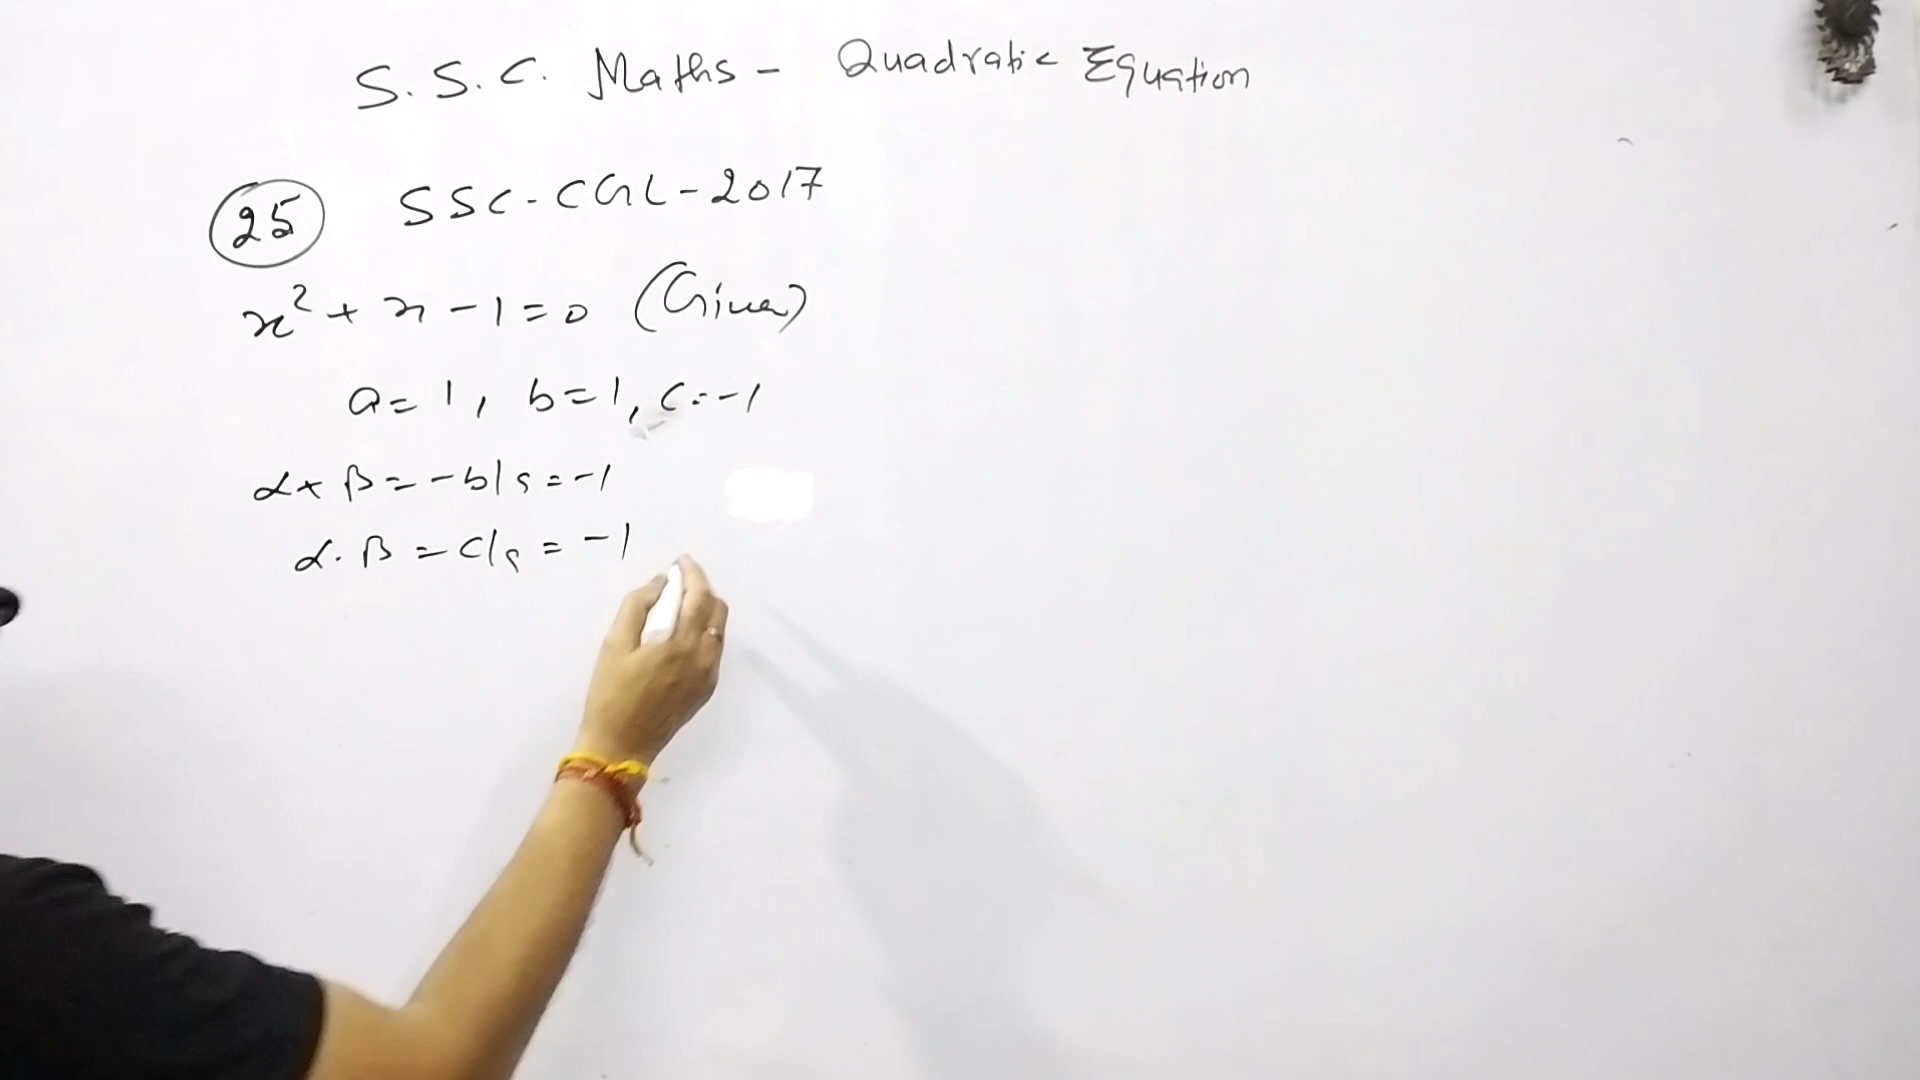 S.S.C. Maths - Quadratic Equation
25 SSC-CGL-2017
x² + x - 1 = 0 (Given)
a = 1, b = 1, c = -1
α + β = -b/a = -1
α . β = c/a = -1